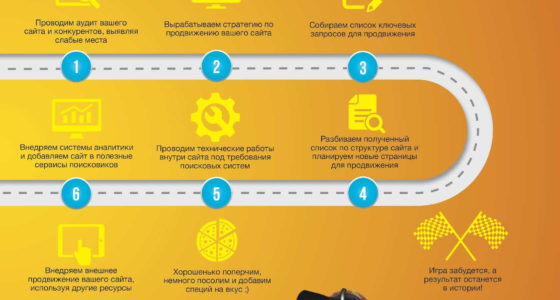 Проводим аудит вашего
сайта и конкурентов, выявляя
слабые места
Вырабатываем стратегию по
продвижению вашего сайта
Собираем список ключевых
запросов для продвижения
1
2
3
Внедряем системы аналитики
и добавляем сайт в полезные
сервисы поисковиков
Проводим технические работы
внутри сайта под требования
поисковых систем
Разбиваем полученный
список по структуре сайта и
планируем новые страницы
для продвижения
6
5
4
Внедряем внешнее
продвижение вашего сайта,
используя другие ресурсы
Хорошенько поперчим,
немного посолим и добавим
специй на вкус ;)
Игра забудется, а
результат останется
в истории!